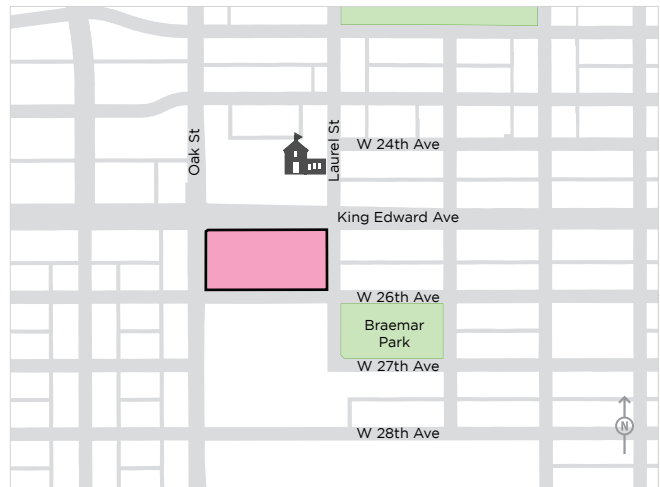 Oak St
Laurel St
W 24th Ave
King Edward Ave
W 26th Ave
Braemar
Park
W 27th Ave
N
W 28th Ave